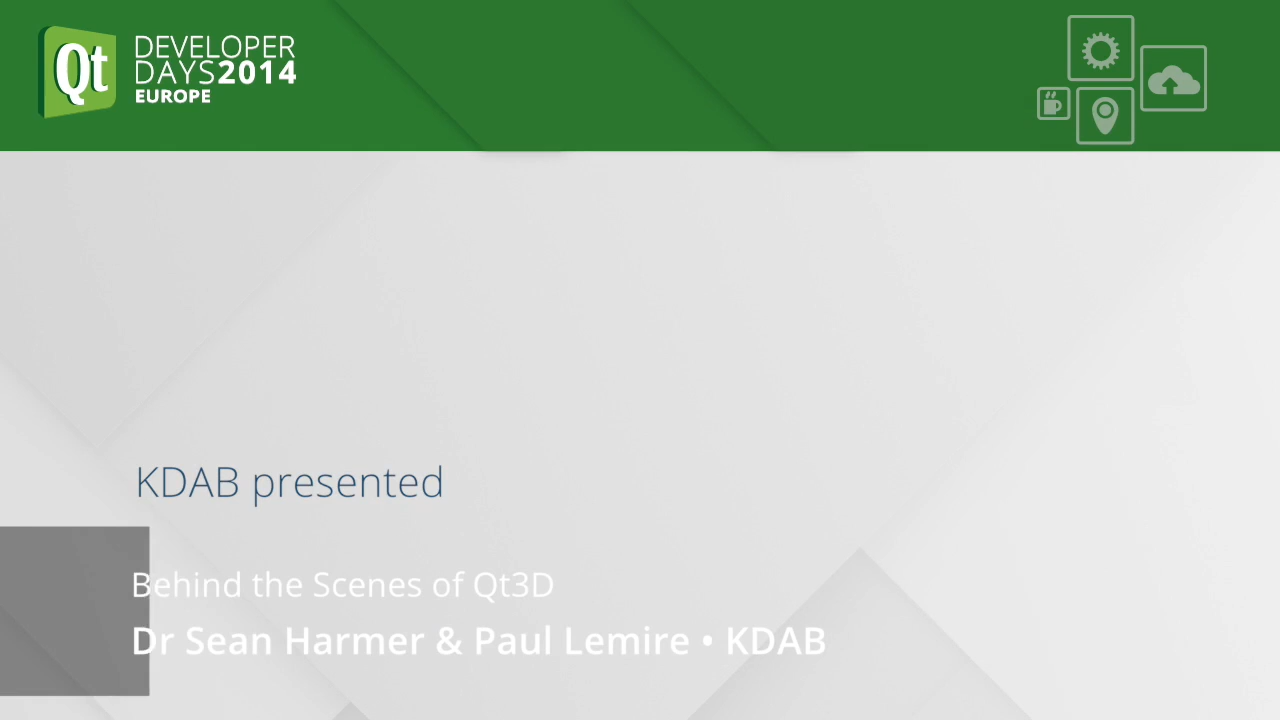 Qt
DEVELOPER
DAYS2014
EUROPE
KDAB presented
Behind the Scenes of Qt3D
Dr Sean Harmer & Paul Lemire • KDAB